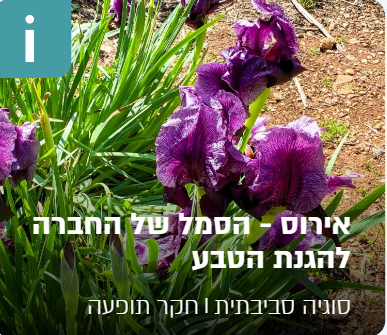 i
אירוס - הסמל של החברה
להגנת הטבע
סוגיה סביבתית | חקר תופעה